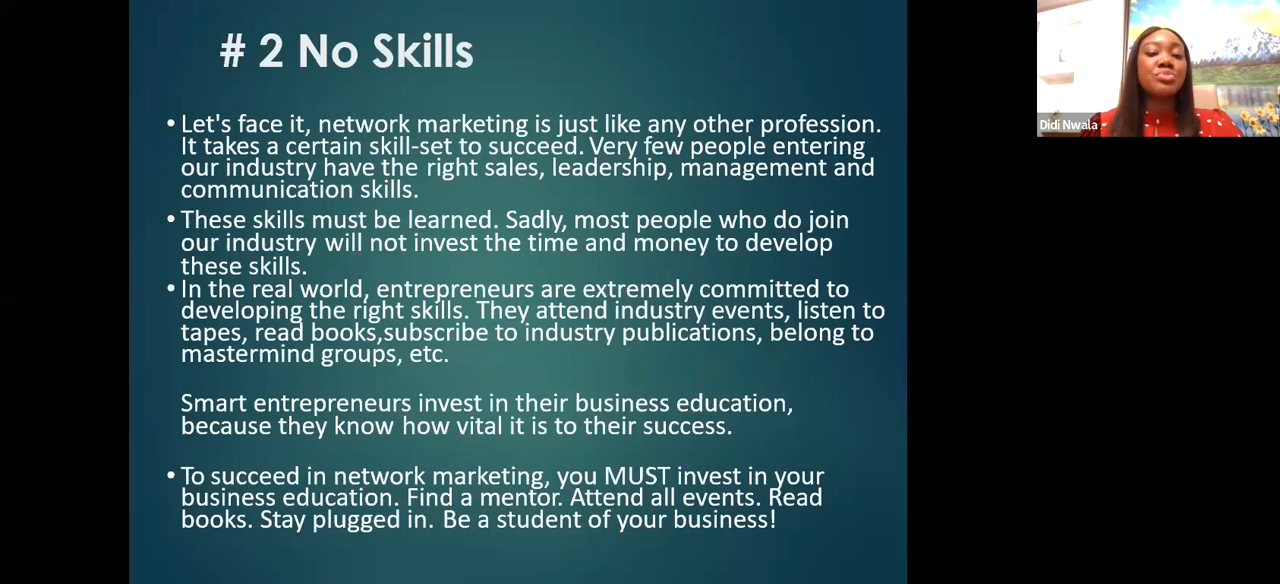 # 2 No Skills
• Let's face it, network marketing is just like any other profession.
It takes a certain skill-set to succeed. Very few people entering
our industry have the right sales, leadership, management and
communication skills.
• These skills must be learned. Sadly, most people who do join
our industry will not invest the time and money to develop
these skills.
• In the real world, entrepreneurs are extremely committed to
developing the right skills. They attend industry events, listen to
tapes, read books,subscribe to industry publications, belong to
mastermind groups, etc.
Smart entrepreneurs invest in their business education,
because they know how vital it is to their success.
• To succeed in network marketing, you MUST invest in your
business education. Find a mentor. Attend all events. Read
books. Stay plugged in. Be a student of your business!
Didi Nwala